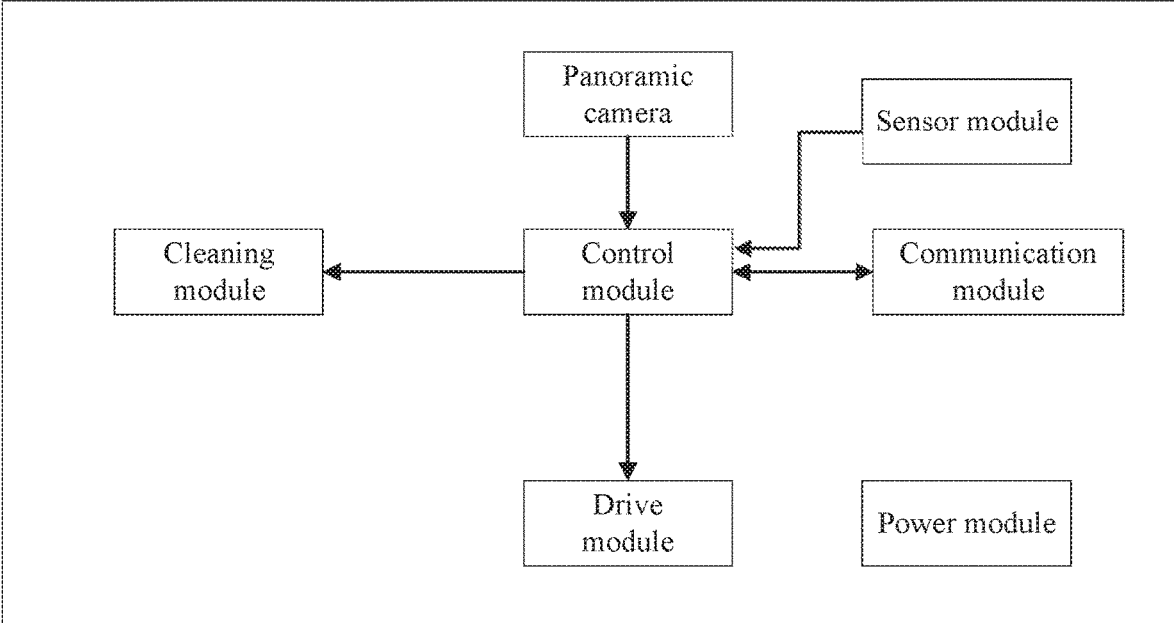 Panoramic
camera
Sensor module
Cleaning
module
Control
module
Communication
module
Drive
module
Power module